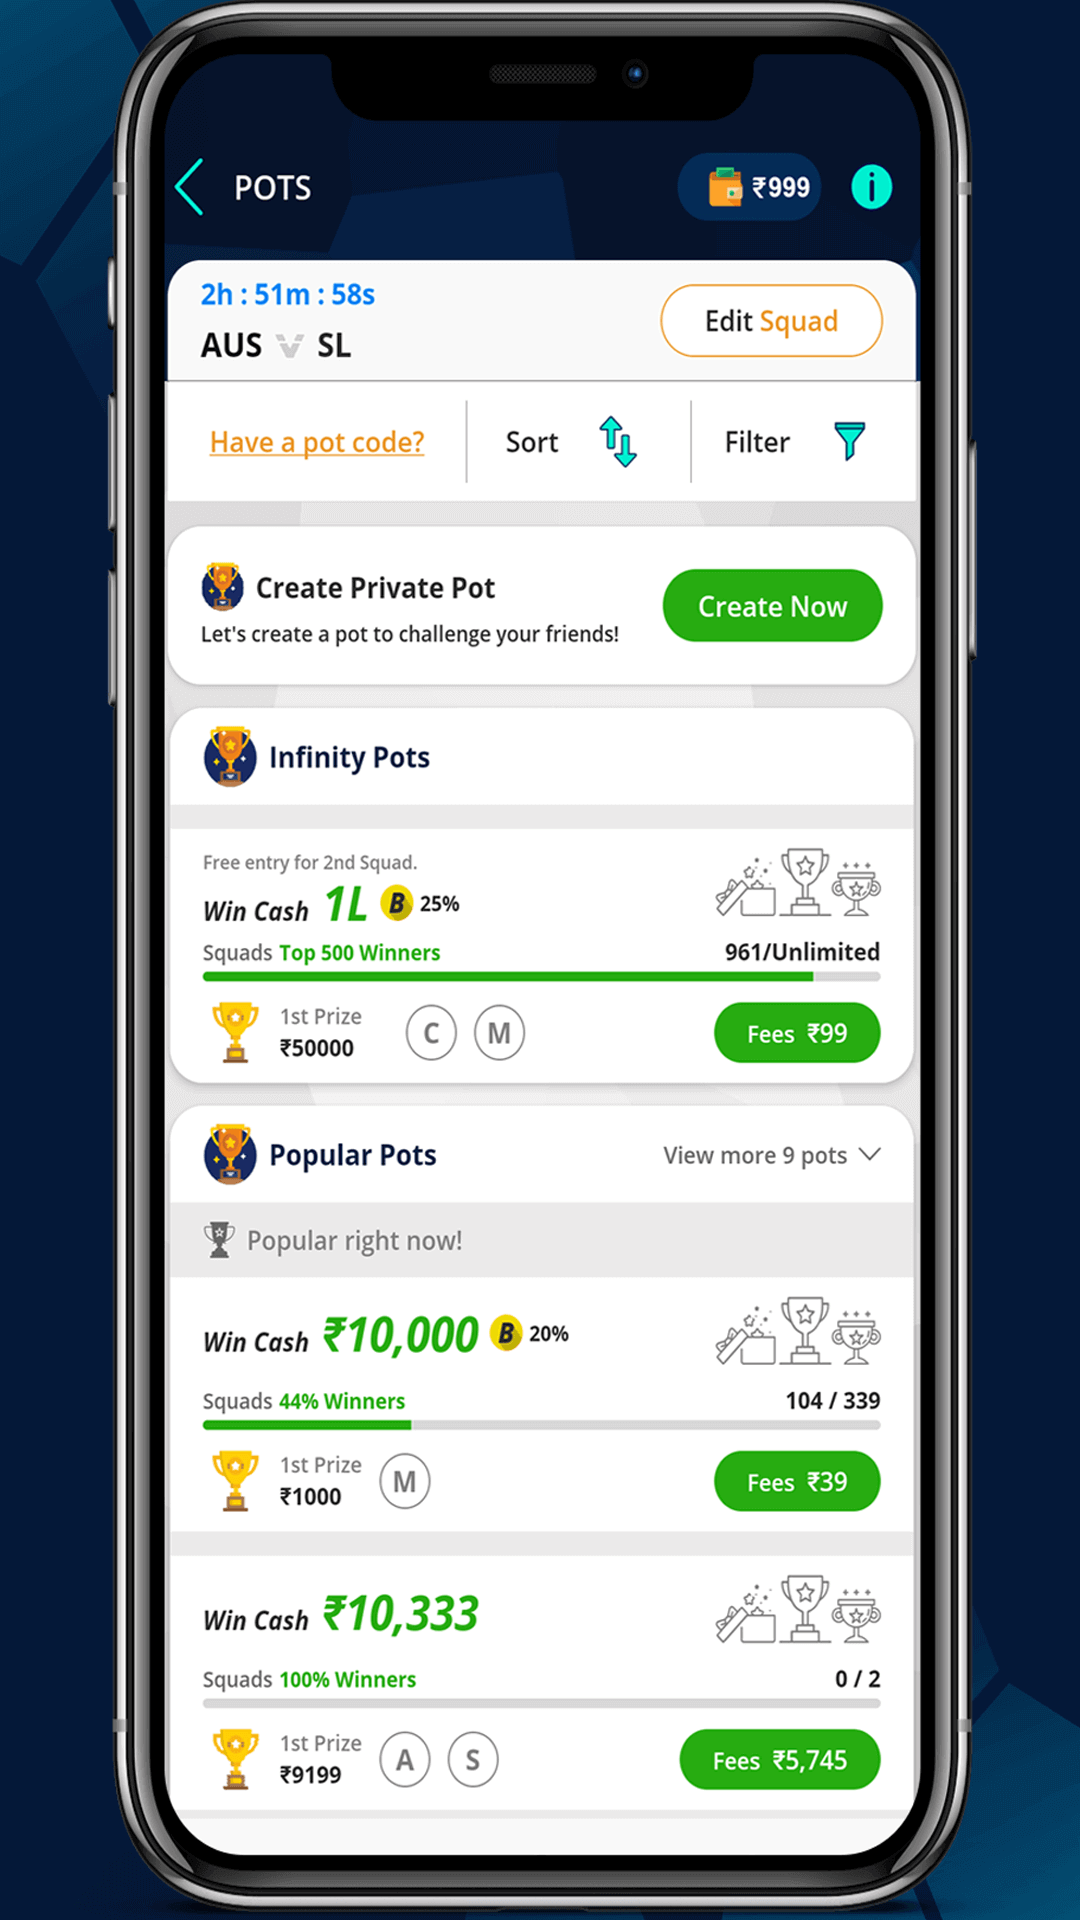 POTS
₹999
i
2h : 51m : 58s
AUS V SL
Edit Squad
Have a pot code?
Sort
Filter
Create Private Pot
Let's create a pot to challenge your friends!
Create Now
Infinity Pots
Free entry for 2nd Squad.
Win Cash 1L B 25%
Squads Top 500 Winners
961/Unlimited
1st Prize
₹50000
C M
Fees ₹99
Popular Pots
View more 9 pots
Popular right now!
Win Cash ₹10,000 B 20%
Squads 44% Winners
104 / 339
1st Prize
₹1000
M
Fees ₹39
Win Cash ₹10,333
Squads 100% Winners
0 / 2
1st Prize
₹9199
A S
Fees ₹5,745